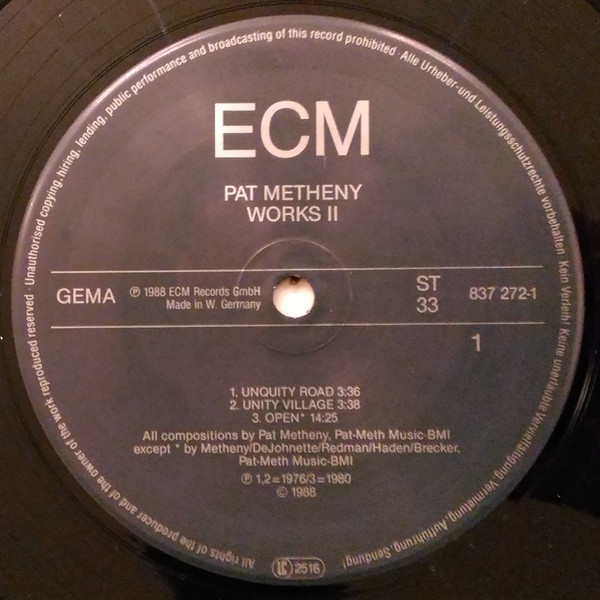 ECM
PAT METHENY
WORKS II
GEMA
℗ 1988 ECM Records GmbH
Made in W. Germany
ST
33
837 272-1
1
1. UNQUITY ROAD 3:36
2. UNITY VILLAGE 3:38
3. OPEN* 14:25
All compositions by Pat Metheny, Pat-Meth Music-BMI
except * by Metheny/DeJohnette/Redman/Haden/Brecker,
Pat-Meth Music-BMI
℗ 1,2=1976/3=1980
© 1988
LC 2516
All rights of the producer and of the owner of the work reproduced reserved · Unauthorised copying, hiring, lending, public performance and broadcasting of this record prohibited · Alle Urheber- und Leistungsschutzrechte vorbehalten · Kein Verleih! Keine unerlaubte Vervielfältigung, Vermietung, Aufführung, Sendung!